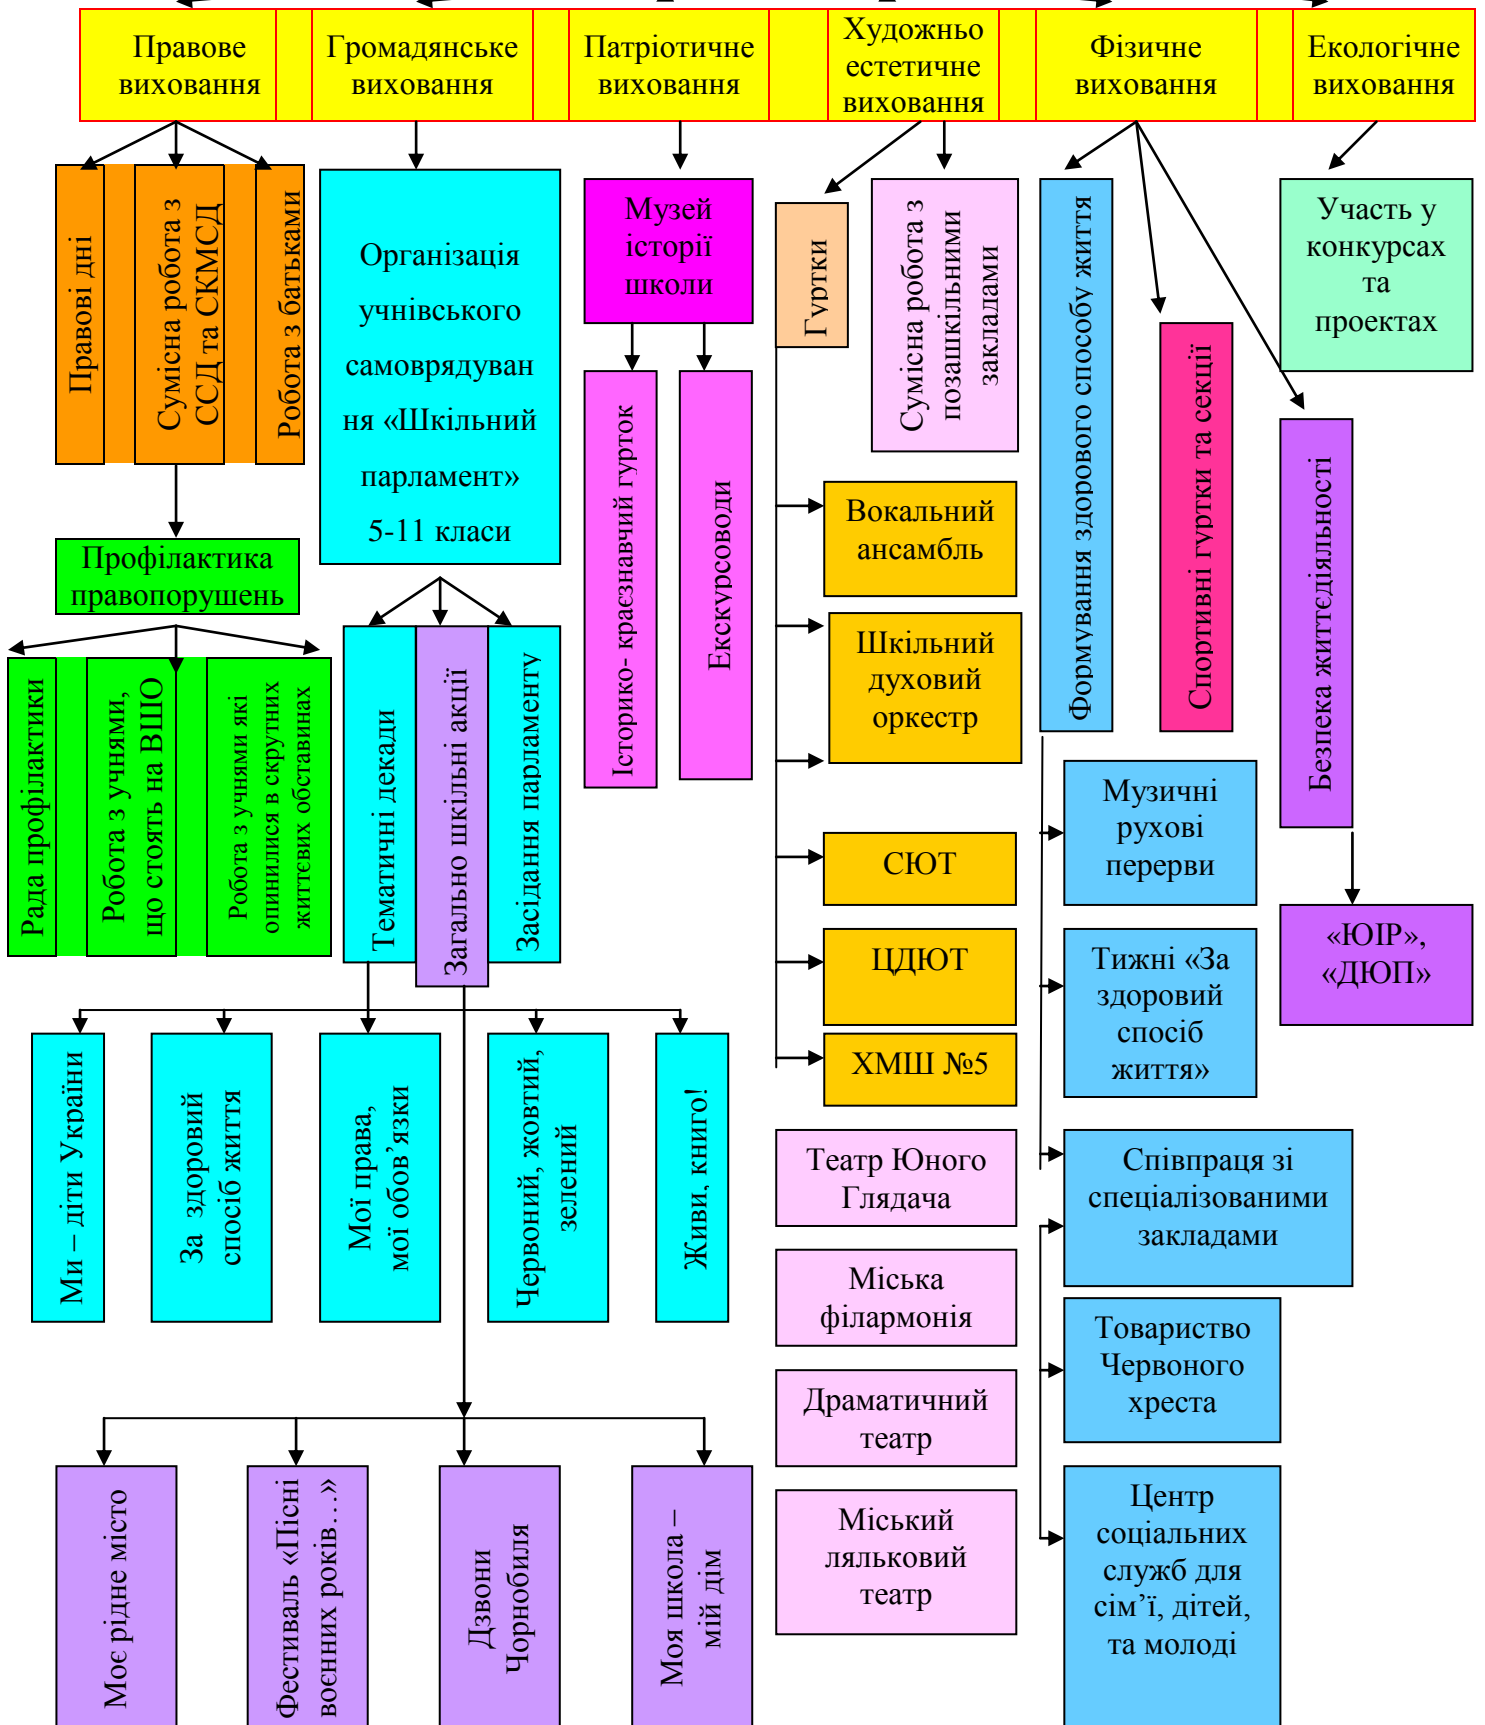 Правове
виховання
Громадянське
виховання
Патріотичне
виховання
Художньо
естетичне
виховання
Фізичне
виховання
Екологічне
виховання
Правові дні
Сумісна робота з
ССД та СКМСД
Робота з батьками
Організація
учнівського
самоврядуван
ня «Шкільний
парламент»
5-11 класи
Музей
історії
школи
Гуртки
Сумісна робота з
позашкільними
закладами
Формування здорового способу життя
Спортивні гуртки та секції
Участь у
конкурсах
та
проектах
Історико- краєзнавчий гурток
Екскурсоводи
Безпека життєдіяльності
Профілактика
правопорушень
Рада профілактики
Робота з учнями,
що стоять на ВШО
Робота з учнями які
опинилися в скрутних
життєвих обставинах
Тематичні декади
Загально шкільні акції
Засідання парламенту
Вокальний
ансамбль
Шкільний
духовий
оркестр
СЮТ
ЦДЮТ
ХМШ №5
Музичні
рухові
перерви
Тижні «За
здоровий
спосіб
життя»
«ЮІР»,
«ДЮП»
Ми – діти України
За здоровий
спосіб життя
Мої права,
мої обов’язки
Червоний, жовтий,
зелений
Живи, книго!
Театр Юного
Глядача
Міська
філармонія
Драматичний
театр
Міський
ляльковий
театр
Співпраця зі
спеціалізованими
закладами
Товариство
Червоного
хреста
Центр
соціальних
служб для
сім’ї, дітей,
та молоді
Моє рідне місто
Фестиваль «Пісні
воєнних років…»
Дзвони
Чорнобиля
Моя школа –
мій дім